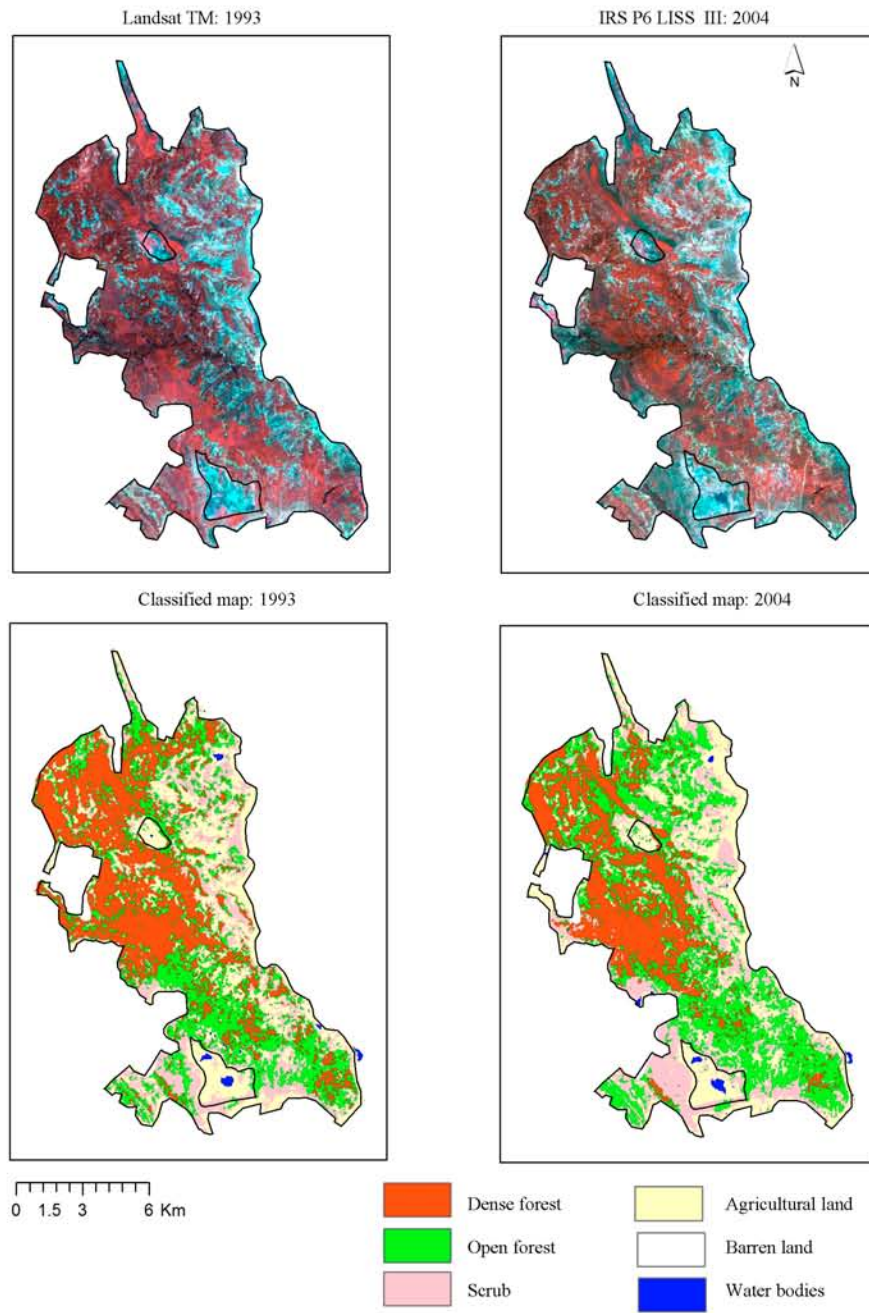 Landsat TM: 1993
IRS P6 LISS III: 2004
N
Classified map: 1993
Classified map: 2004
0 1.5 3 6 Km
Dense forest
Agricultural land
Open forest
Barren land
Scrub
Water bodies